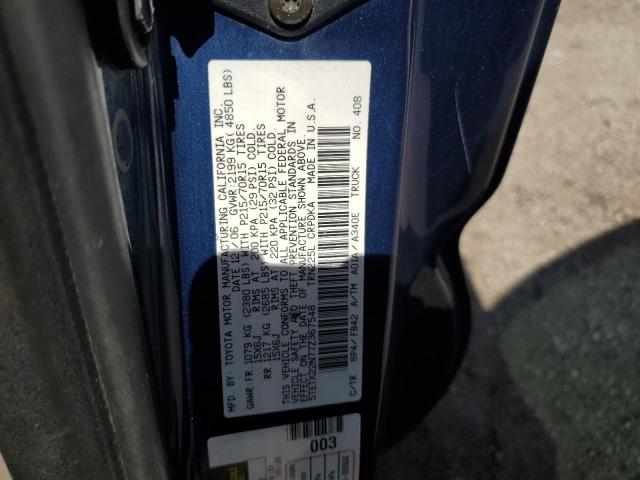 MFD. BY: TOYOTA MOTOR MANUFACTURING CALIFORNIA INC.
DATE 12 06 GVWR: 2199 KG( 4850 LBS)
GAWR: FR. 1079 KG (2380 LBS) WITH P215/70R15 TIRES
15X6J RIMS AT 200 KPA (29 PSI) COLD.
RR. 1217 KG (2685 LBS) WITH P215/70R15 TIRES
15X6J RIMS AT 220 KPA (32 PSI) COLD.
THIS VEHICLE CONFORMS TO ALL APPLICABLE FEDERAL MOTOR
VEHICLE SAFETY AND THEFT PREVENTION STANDARDS IN
EFFECT ON THE DATE OF MANUFACTURE SHOWN ABOVE.
5TETX22N77Z367548 TRN225L CRPDKA MADE IN U.S.A.
C/TR 8P4/ FB42 A/TM A01A/ A340E TRUCK NO. 408
003